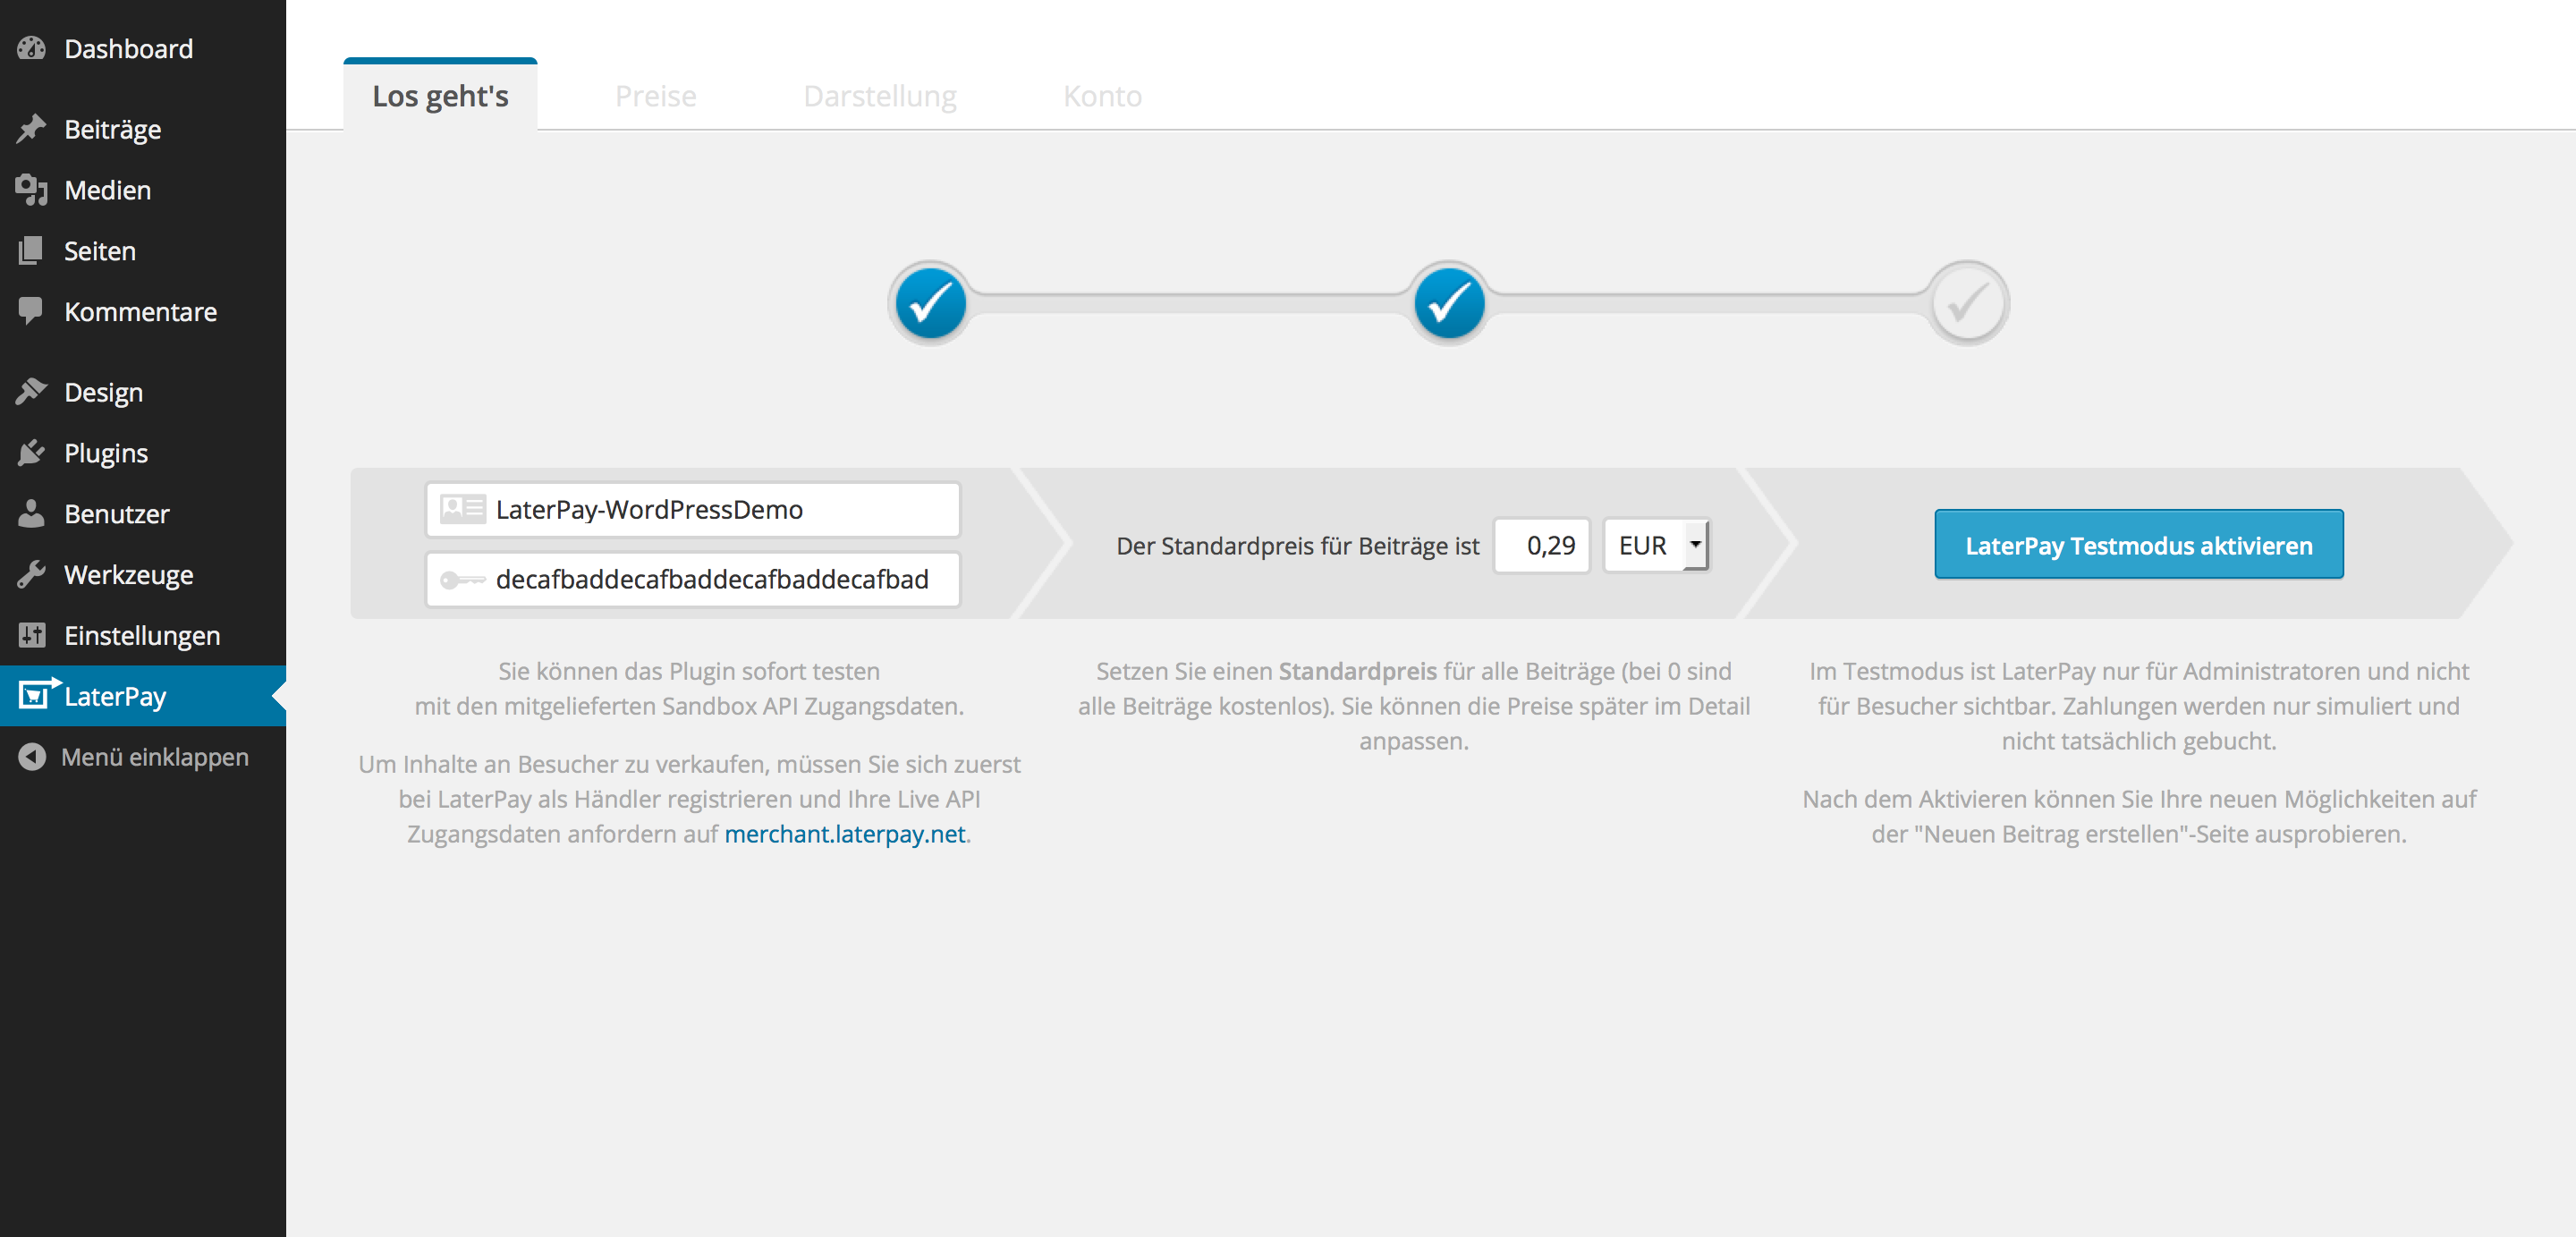 Dashboard
Beiträge
Medien
Seiten
Kommentare
Design
Plugins
Benutzer
Werkzeuge
Einstellungen
LaterPay
Menü einklappen
Los geht's
Preise
Darstellung
Konto
LaterPay-WordPressDemo
decafbaddecafbaddecafbaddecafbad
Der Standardpreis für Beiträge ist 0,29 EUR
LaterPay Testmodus aktivieren
Sie können das Plugin sofort testen
mit den mitgelieferten Sandbox API Zugangsdaten.
Um Inhalte an Besucher zu verkaufen, müssen Sie sich zuerst
bei LaterPay als Händler registrieren und Ihre Live API
Zugangsdaten anfordern auf merchant.laterpay.net.
Setzen Sie einen Standardpreis für alle Beiträge (bei 0 sind
alle Beiträge kostenlos). Sie können die Preise später im Detail
anpassen.
Im Testmodus ist LaterPay nur für Administratoren und nicht
für Besucher sichtbar. Zahlungen werden nur simuliert und
nicht tatsächlich gebucht.
Nach dem Aktivieren können Sie Ihre neuen Möglichkeiten auf
der "Neuen Beitrag erstellen"-Seite ausprobieren.